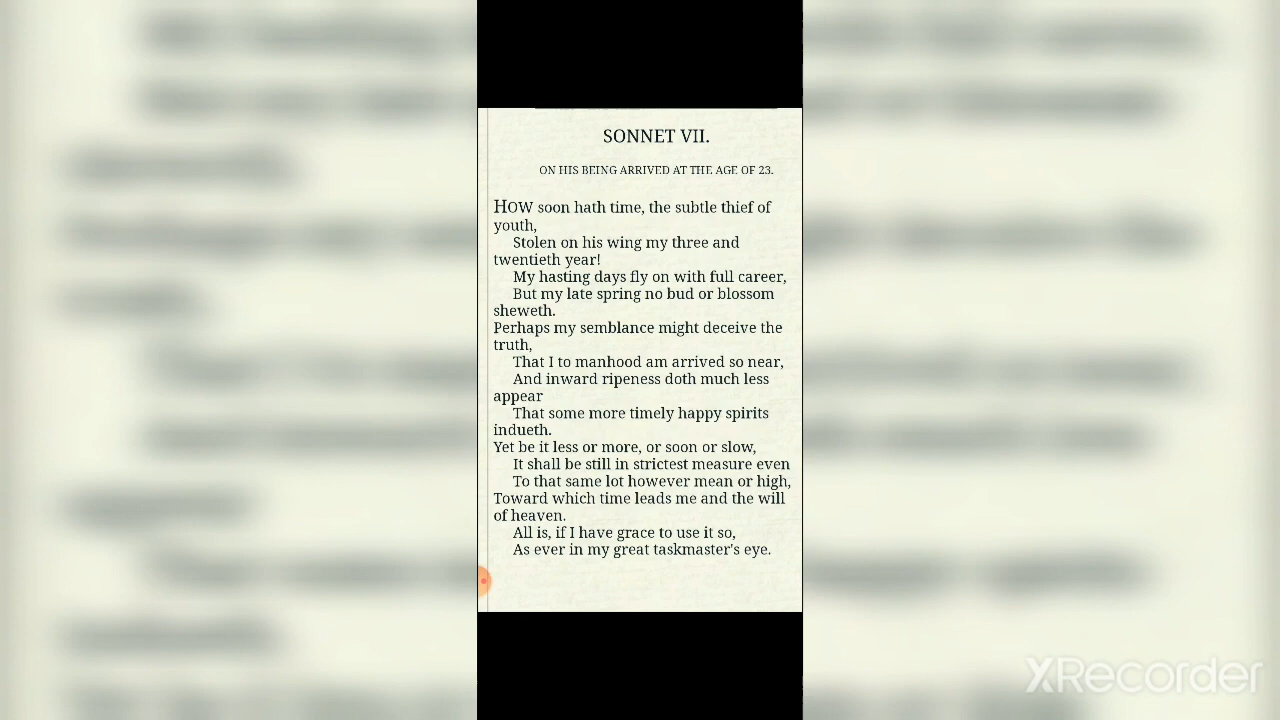 SONNET VII.
ON HIS BEING ARRIVED AT THE AGE OF 23.
HOW soon hath time, the subtle thief of
youth,
Stolen on his wing my three and
twentieth year!
My hasting days fly on with full career,
But my late spring no bud or blossom
sheweth.
Perhaps my semblance might deceive the
truth,
That I to manhood am arrived so near,
And inward ripeness doth much less
appear
That some more timely happy spirits
indueth.
Yet be it less or more, or soon or slow,
It shall be still in strictest measure even
To that same lot however mean or high,
Toward which time leads me and the will
of heaven.
All is, if I have grace to use it so,
As ever in my great taskmaster's eye.
XRecorder